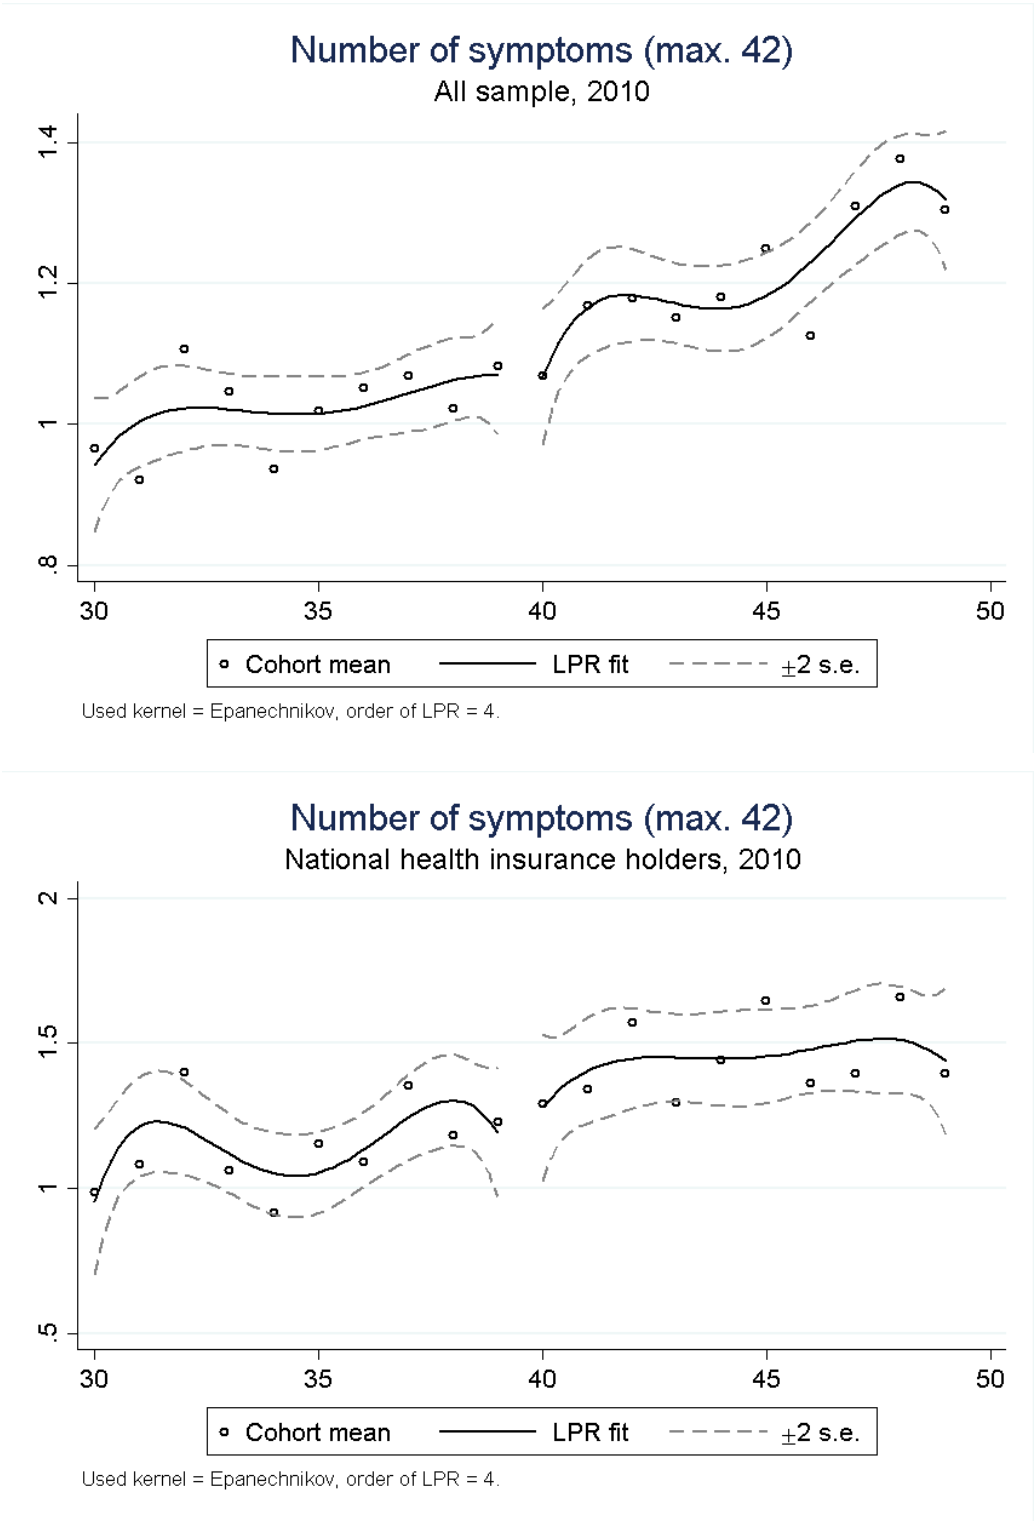 Number of symptoms (max. 42)
All sample, 2010
1.4
1.2
1
.8
30 35 40 45 50
Cohort mean LPR fit ±2 s.e.
Used kernel = Epanechnikov, order of LPR = 4.
Number of symptoms (max. 42)
National health insurance holders, 2010
2
1.5
1
.5
30 35 40 45 50
Cohort mean LPR fit ±2 s.e.
Used kernel = Epanechnikov, order of LPR = 4.